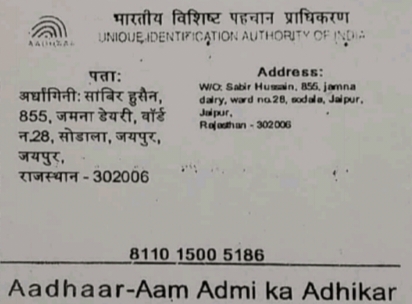 भारतीय विशिष्ट पहचान प्राधिकरण
AADHAAR
UNIQUE IDENTIFICATION AUTHORITY OF INDIA
पता:
अर्धांगिनी: साबिर हुसैन,
855, जमना डेयरी, वॉर्ड
न.28, सोडाला, जयपुर,
जयपुर,
राजस्थान - 302006
Address:
W/O: Sabir Hussain, 855, jamna
dairy, ward no.28, sodala, Jaipur,
Jaipur,
Rajasthan - 302006
8110 1500 5186
Aadhaar-Aam Admi ka Adhikar